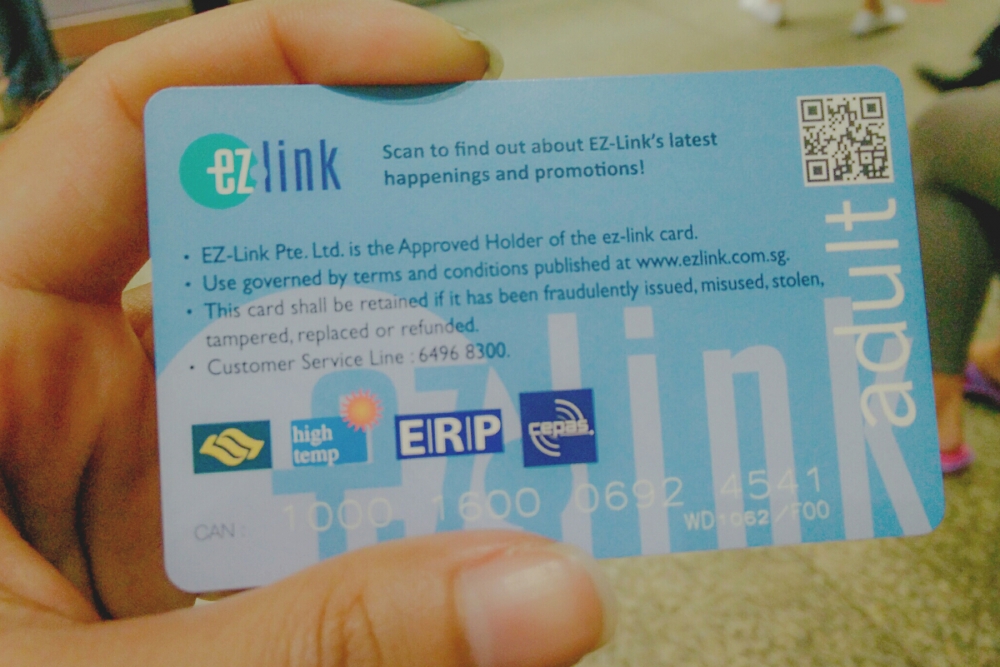 ez link
Scan to find out about EZ-Link's latest
happenings and promotions!
• EZ-Link Pte. Ltd. is the Approved Holder of the ez-link card.
• Use governed by terms and conditions published at www.ezlink.com.sg.
• This card shall be retained if it has been fraudulently issued, misused, stolen,
tampered, replaced or refunded.
• Customer Service Line : 6496 8300.
adult
ez link
high
temp
E|R|P
cepas.
CAN : 1000 1600 0692 4541
WD1062/F00